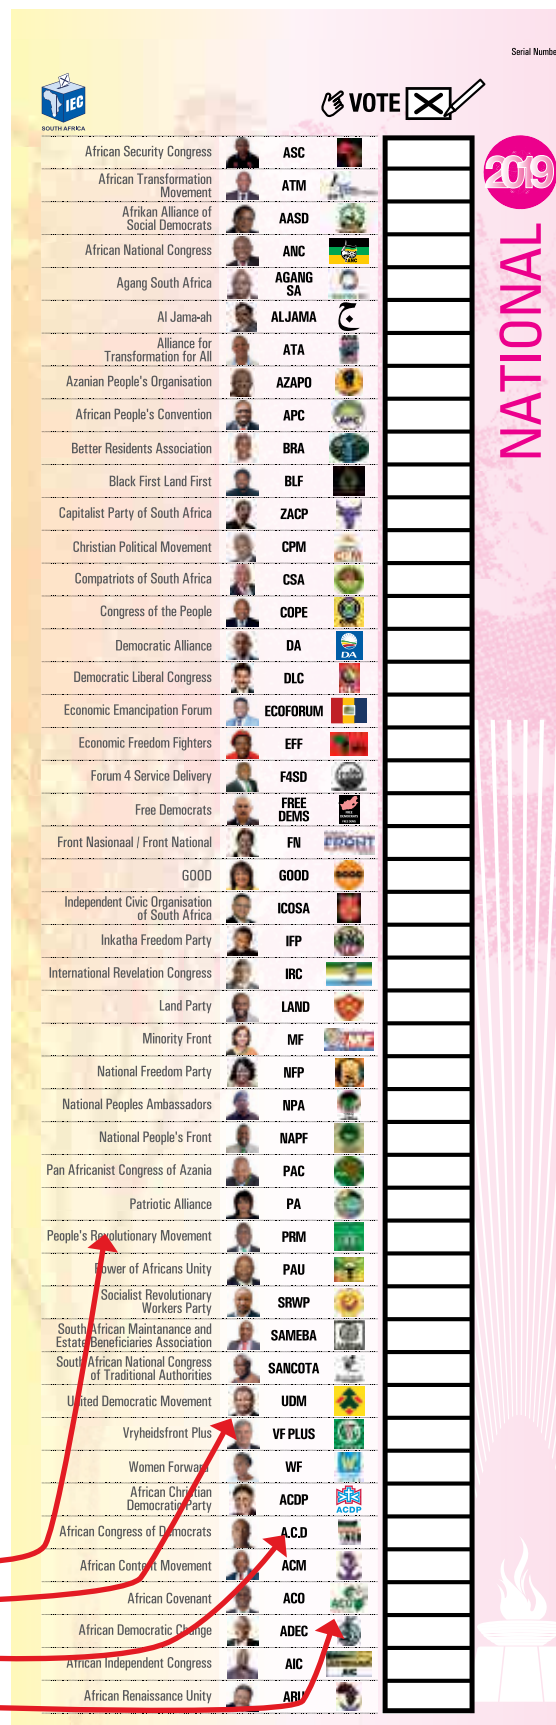 Serial Numbe
IEC
SOUTH AFRICA
VOTE
2019
NATIONAL
African Security Congress ASC
African Transformation
Movement ATM
Afrikan Alliance of
Social Democrats AASD
African National Congress ANC
ANC
Agang South Africa AGANG
SA
Al Jama-ah ALJAMA
ج
Alliance for
Transformation for All ATA
Azanian People's Organisation AZAPO
African People's Convention APC
APC
Better Residents Association BRA
Black First Land First BLF
Capitalist Party of South Africa ZACP
Christian Political Movement CPM
Compatriots of South Africa CSA
Congress of the People COPE
Democratic Alliance DA
DA
Democratic Liberal Congress DLC
Economic Emancipation Forum ECOFORUM
Economic Freedom Fighters EFF
Forum 4 Service Delivery F4SD
Free Democrats FREE
DEMS
FREE
DEMOCRATS
Front Nasionaal / Front National FN
FRONT
GOOD GOOD
GOOD
Independent Civic Organisation
of South Africa ICOSA
Inkatha Freedom Party IFP
International Revelation Congress IRC
Land Party LAND
Minority Front MF
National Freedom Party NFP
National Peoples Ambassadors NPA
National People's Front NAPF
Pan Africanist Congress of Azania PAC
Patriotic Alliance PA
People's Revolutionary Movement PRM
Power of Africans Unity PAU
Socialist Revolutionary
Workers Party SRWP
South African Maintanance and
Estate Beneficiaries Association SAMEBA
South African National Congress
of Traditional Authorities SANCOTA
United Democratic Movement UDM
Vryheidsfront Plus VF PLUS
Women Forward WF
W
African Christian
Democratic Party ACDP
ACDP
African Congress of Democrats A.C.D
African Content Movement ACM
African Covenant ACO
ACO
African Democratic Change ADEC
African Independent Congress AIC
AIC
African Renaissance Unity ARU